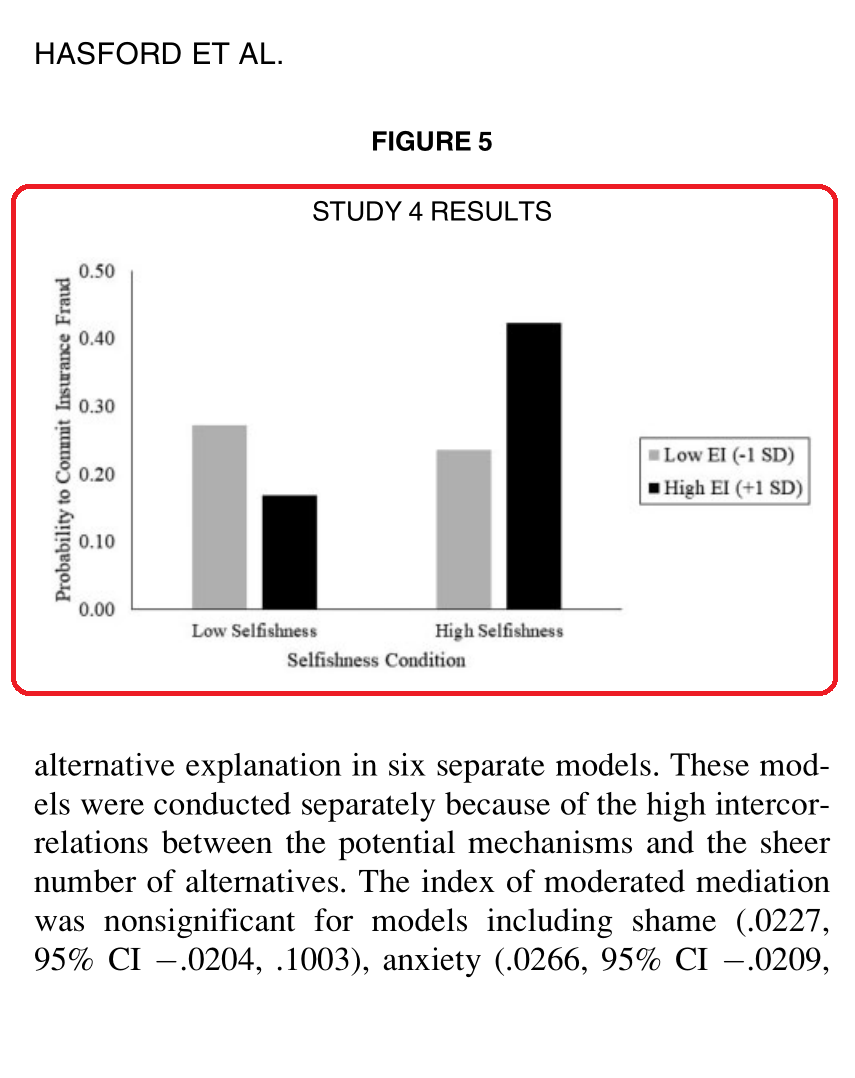 HASFORD ET AL.
FIGURE 5
STUDY 4 RESULTS
Probability to Commit Insurance Fraud
0.50
0.40
0.30
0.20
0.10
0.00
Low Selfishness High Selfishness
Selfishness Condition
Low EI (-1 SD)
High EI (+1 SD)
alternative explanation in six separate models. These mod-
els were conducted separately because of the high intercor-
relations between the potential mechanisms and the sheer
number of alternatives. The index of moderated mediation
was nonsignificant for models including shame (.0227,
95% CI −.0204, .1003), anxiety (.0266, 95% CI −.0209,